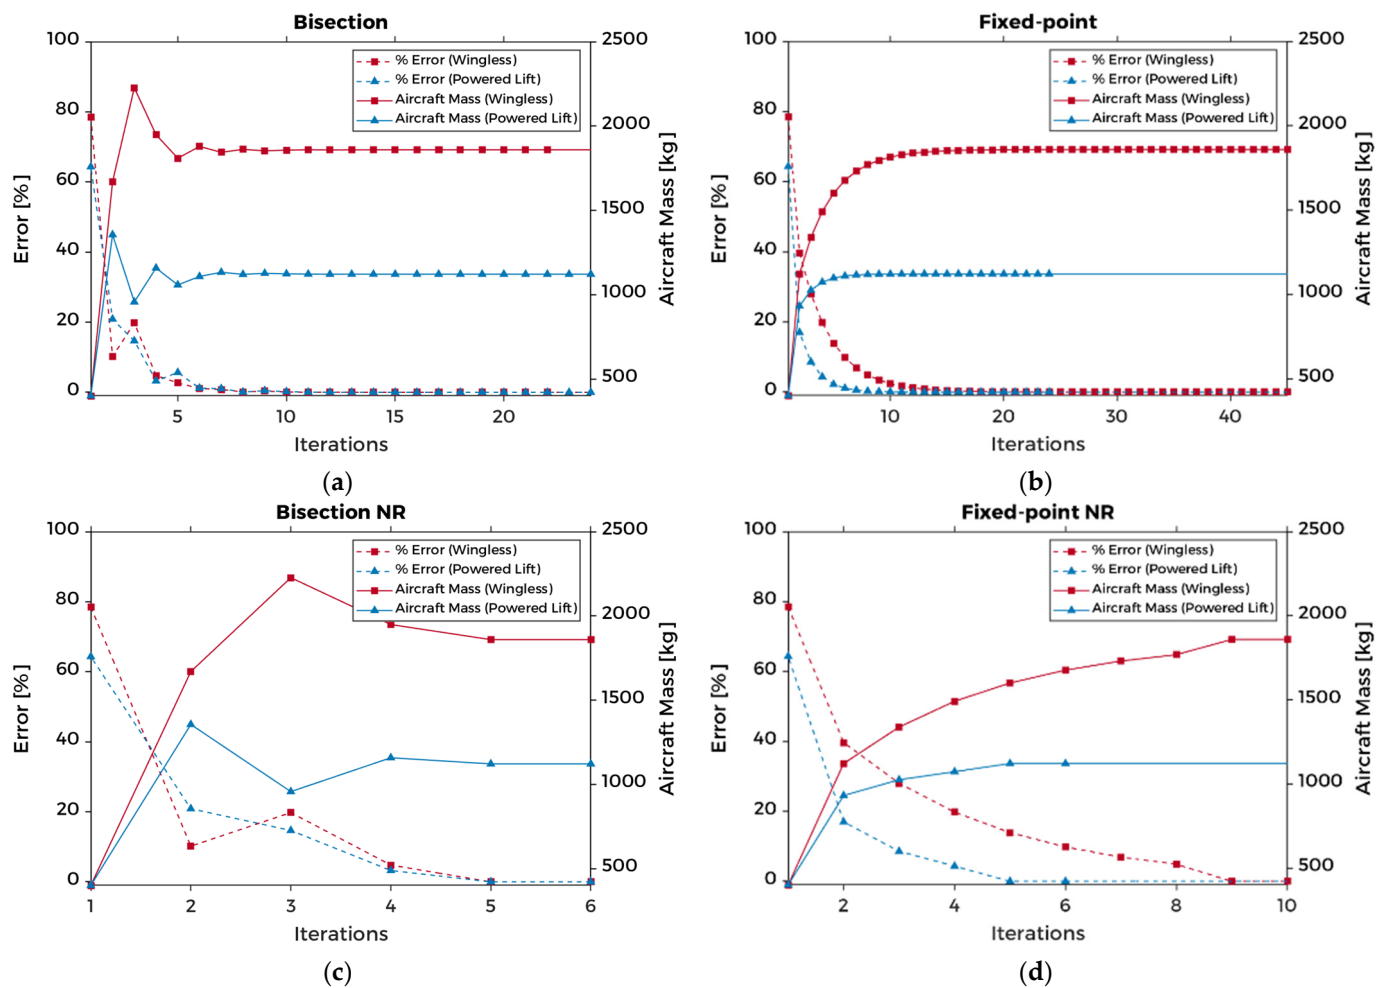 Bisection
100
80
60
40
20
0
Error [%]
2500
2000
1500
1000
500
Aircraft Mass [kg]
% Error (Wingless)
% Error (Powered Lift)
Aircraft Mass (Wingless)
Aircraft Mass (Powered Lift)
5 10 15 20
Iterations
(a)
Fixed-point
100
80
60
40
20
0
Error [%]
2500
2000
1500
1000
500
Aircraft Mass [kg]
% Error (Wingless)
% Error (Powered Lift)
Aircraft Mass (Wingless)
Aircraft Mass (Powered Lift)
10 20 30 40
Iterations
(b)
Bisection NR
100
80
60
40
20
0
Error [%]
2500
2000
1500
1000
500
Aircraft Mass [kg]
% Error (Wingless)
% Error (Powered Lift)
Aircraft Mass (Wingless)
Aircraft Mass (Powered Lift)
1 2 3 4 5 6
Iterations
(c)
Fixed-point NR
100
80
60
40
20
0
Error [%]
2500
2000
1500
1000
500
Aircraft Mass [kg]
% Error (Wingless)
% Error (Powered Lift)
Aircraft Mass (Wingless)
Aircraft Mass (Powered Lift)
2 4 6 8 10
Iterations
(d)